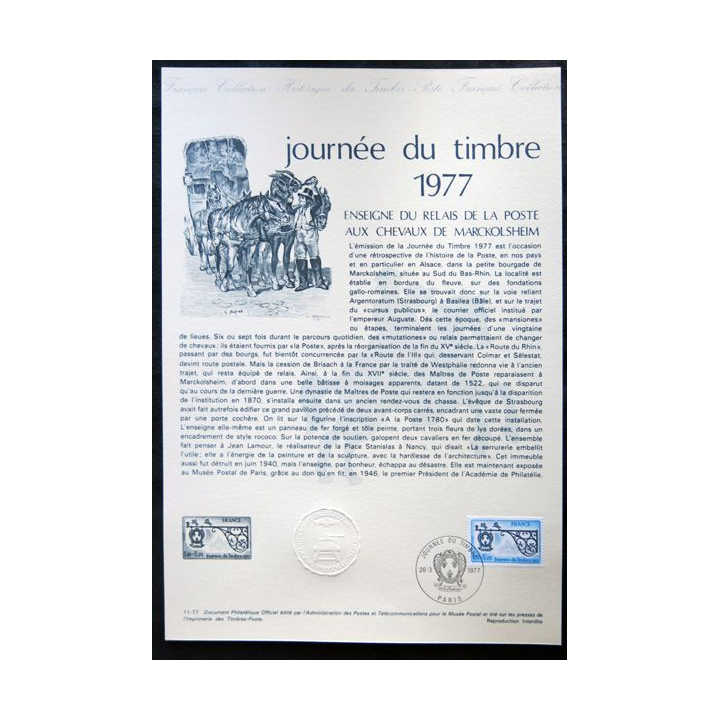 Français Collection Historique du Timbre-Poste Français Collection
journée du timbre
1977
ENSEIGNE DU RELAIS DE LA POSTE
AUX CHEVAUX DE MARCKOLSHEIM
L'émission de la Journée du Timbre 1977 est l'occasion
d'une rétrospective de l'histoire de la Poste, en nos pays
et en particulier en Alsace, dans la petite bourgade de
Marckolsheim, située au Sud du Bas-Rhin. La localité est
établie en bordure du fleuve, sur des fondations
gallo-romaines. Elle se trouvait donc sur la voie reliant
Argentoratum (Strasbourg) à Basilea (Bâle), et sur le trajet
du «cursus publicus», le courrier officiel institué par
l'empereur Auguste. Dès cette époque, des «mansiones»
ou étapes, terminaient les journées d'une vingtaine
de lieues. Six ou sept fois durant le parcours quotidien, des «mutationes» ou relais permettaient de changer
de chevaux; ils étaient fournis par «la Poste», après la réorganisation de la fin du XVe siècle. La «Route du Rhin»,
passant par des bourgs, fut bientôt concurrencée par la «Route de l'Ill» qui, desservant Colmar et Sélestat,
devint route postale. Mais la cession de Brisach à la France par le traité de Westphalie redonna vie à l'ancien
trajet, qui resta équipé de relais. Ainsi, à la fin du XVIIe siècle, des Maîtres de Poste reparaissent à
Marckolsheim, d'abord dans une belle bâtisse à moisages apparents, datant de 1522, qui ne disparut
qu'au cours de la dernière guerre. Une dynastie de Maîtres de Poste qui restera en fonction jusqu'à la disparition
de l'institution en 1870, s'installa ensuite dans un ancien rendez-vous de chasse. L'évêque de Strasbourg
avait fait autrefois édifier ce grand pavillon précédé de deux avant-corps carrés, encadrant une vaste cour fermée
par une porte cochère. On lit sur la figurine l'inscription «A la Poste 1780» qui date cette installation.
L'enseigne elle-même est un panneau de fer forgé et tôle peinte, portant trois fleurs de lys dorées, dans un
encadrement de style rococo. Sur la potence de soutien, galopent deux cavaliers en fer découpé. L'ensemble
fait penser à Jean Lamour, le réalisateur de la Place Stanislas à Nancy, qui disait: «La serrurerie embellit
l'utile; elle a l'énergie de la peinture et de la sculpture, avec la hardiesse de l'architecture». Cet immeuble
aussi fut détruit en juin 1940, mais l'enseigne, par bonheur, échappa au désastre. Elle est maintenant exposée
au Musée Postal de Paris, grâce au don qu'en fit, en 1946, le premier Président de l'Académie de Philatélie.
FRANCE
Journée du Timbre 1977
JOURNÉE DU TIMBRE
26-3 1977
PARIS
FRANCE
Journée du Timbre 1977
11-77 Document Philatélique Officiel édité par l'Administration des Postes et Télécommunications pour le Musée Postal et tiré sur les presses de
l'Imprimerie des Timbres-Poste. Reproduction Interdite